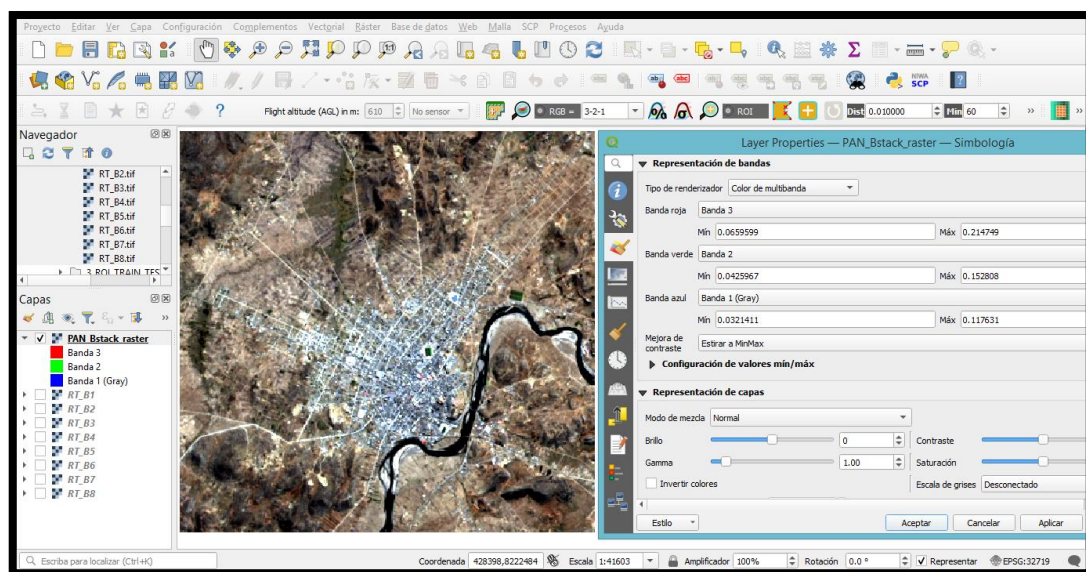 Proyecto Editar Ver Capa Configuración Complementos Vectorial Ráster Base de datos Web Malla SCP Procesos Ayuda
Flight altitude (AGL) in m: 610 No sensor RGB = 3-2-1 ROI Dist 0.010000 Min 60
NIWA SCP
Navegador
RT_B2.tif
RT_B3.tif
RT_B4.tif
RT_B5.tif
RT_B6.tif
RT_B7.tif
RT_B8.tif
3_ROI_TRAIN_TES
Capas
PAN_Bstack_raster
Banda 3
Banda 2
Banda 1 (Gray)
RT_B1
RT_B2
RT_B3
RT_B4
RT_B5
RT_B6
RT_B7
RT_B8
Layer Properties — PAN_Bstack_raster — Simbología
Representación de bandas
Tipo de renderizador Color de multibanda
Banda roja Banda 3
Mín 0.0659599 Máx 0.214749
Banda verde Banda 2
Mín 0.0425967 Máx 0.152808
Banda azul Banda 1 (Gray)
Mín 0.0321411 Máx 0.117631
Mejora de contraste Estirar a MinMax
Configuración de valores mín/máx
Representación de capas
Modo de mezcla Normal
Brillo 0 Contraste
Gamma 1.00 Saturación
Invertir colores Escala de grises Desconectado
Estilo Aceptar Cancelar Aplicar
Escriba para localizar (Ctrl+K) Coordenada 428398,8222484 Escala 1:41603 Amplificador 100% Rotación 0.0 ° Representar EPSG:32719